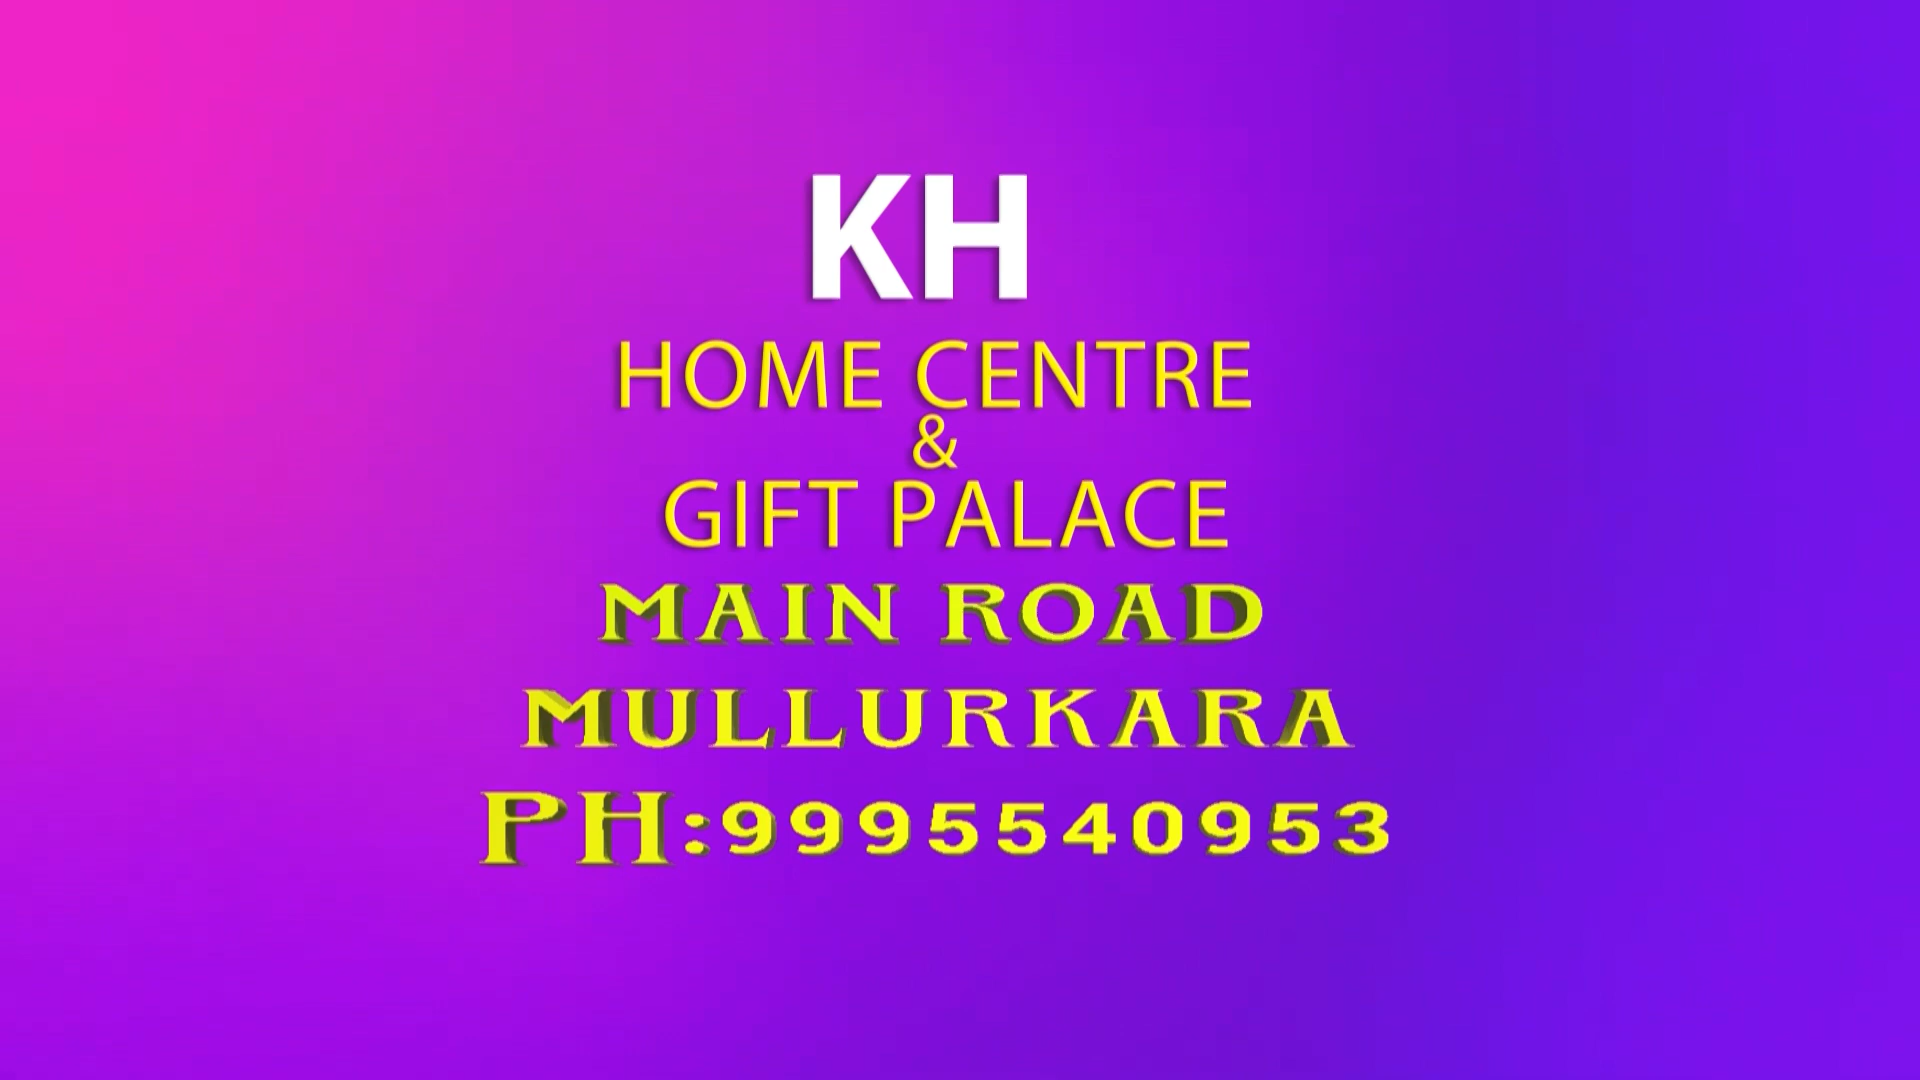 KH
HOME CENTRE
&
GIFT PALACE
MAIN ROAD
MULLURKARA
PH:9995540953